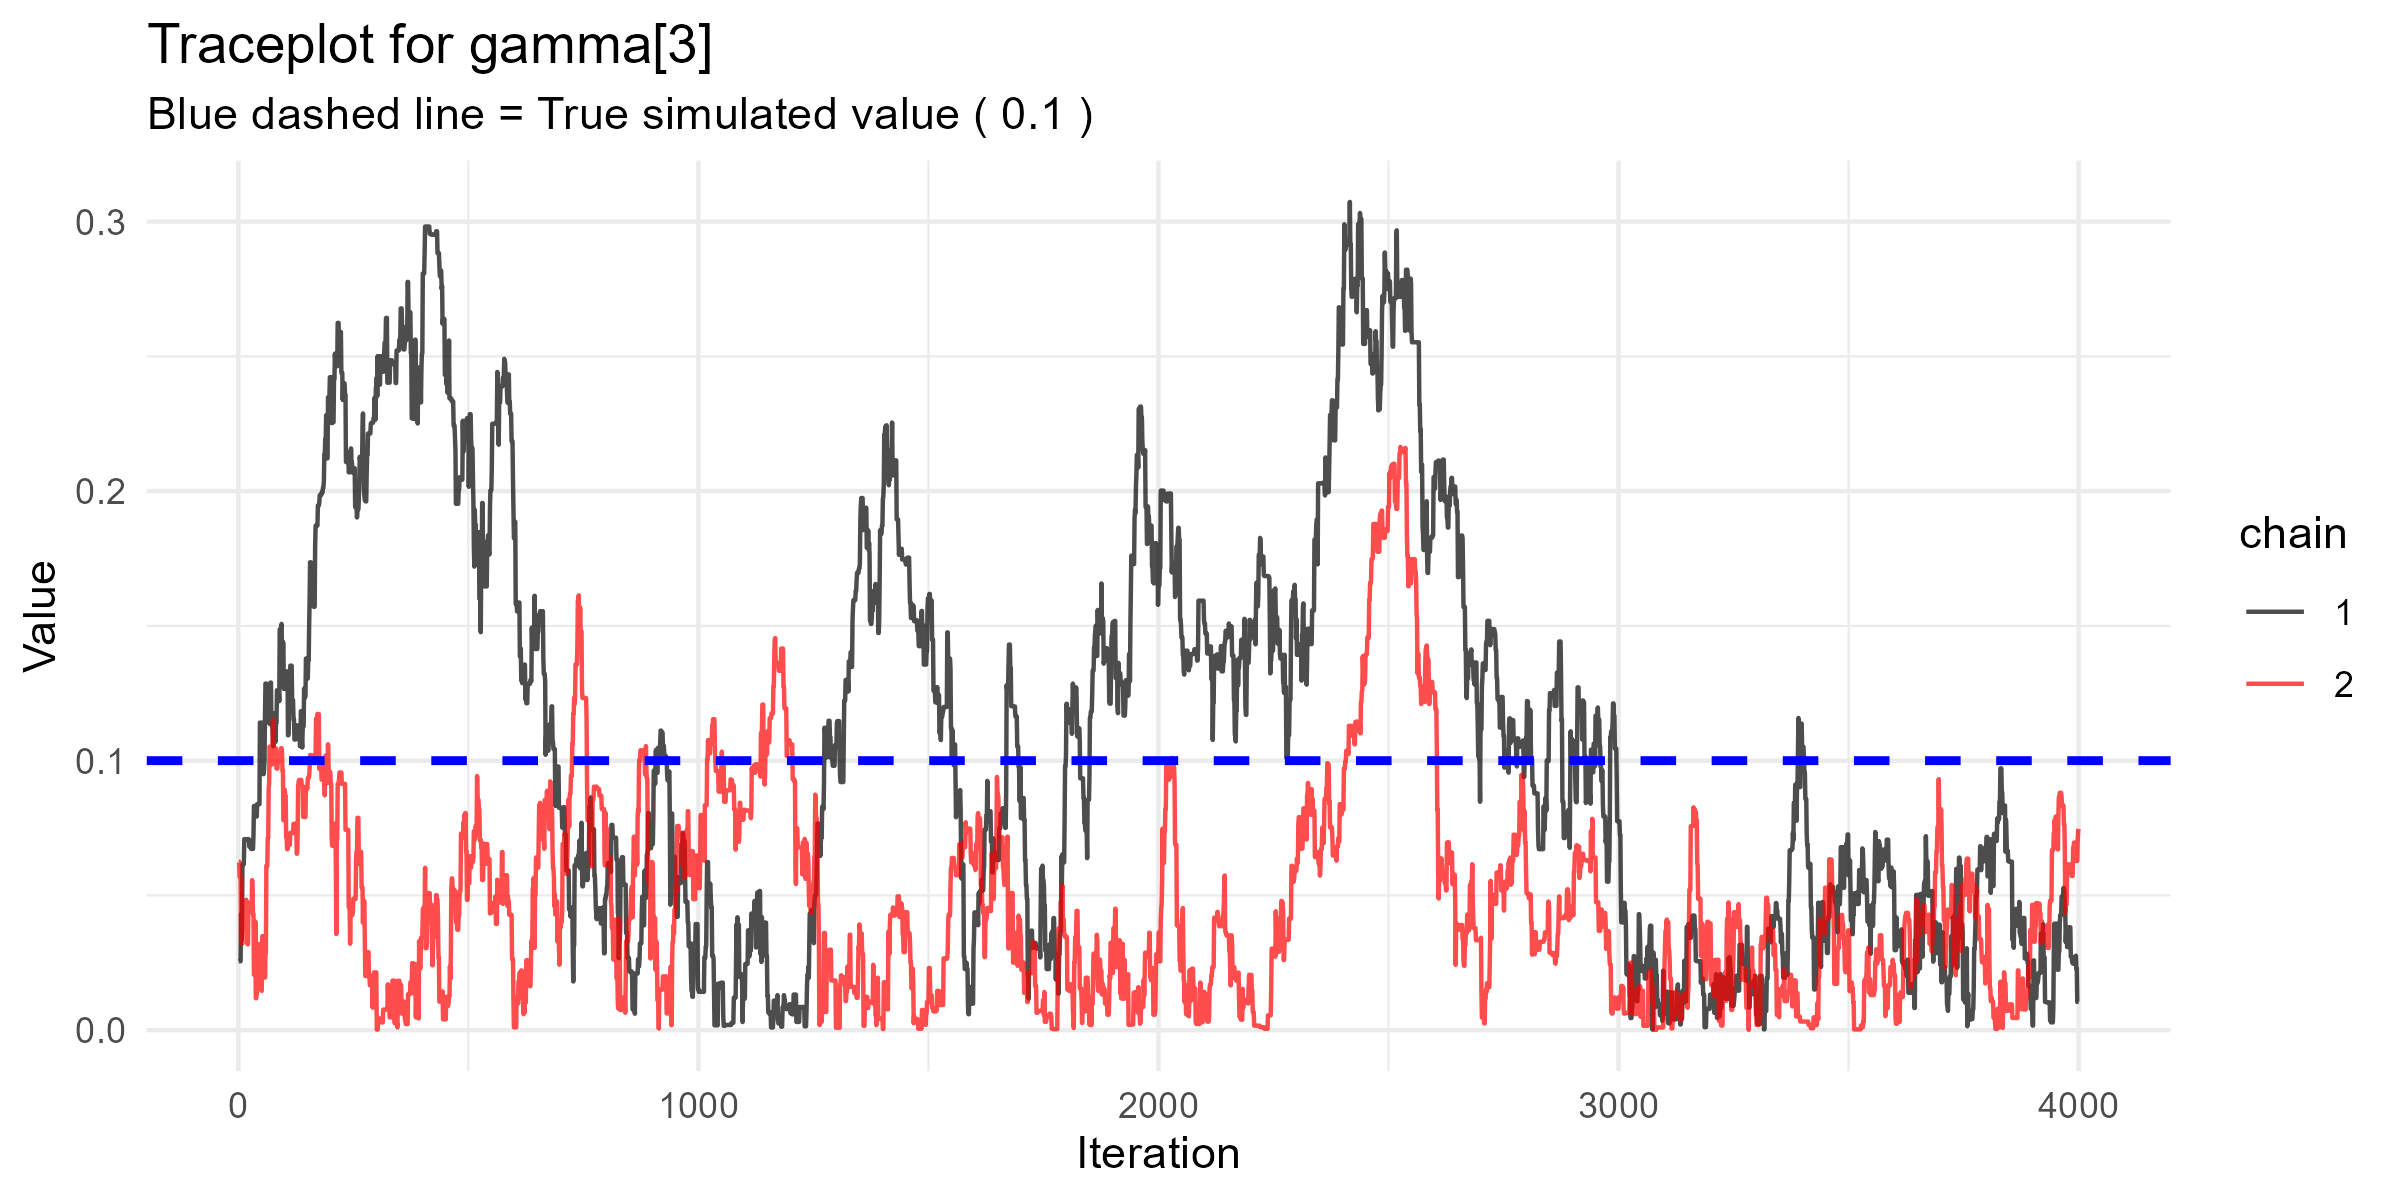 Traceplot for gamma[3]
Blue dashed line = True simulated value ( 0.1 )
0.3
0.2
0.1
0.0
Value
0
1000
2000
3000
4000
Iteration
chain
1
2